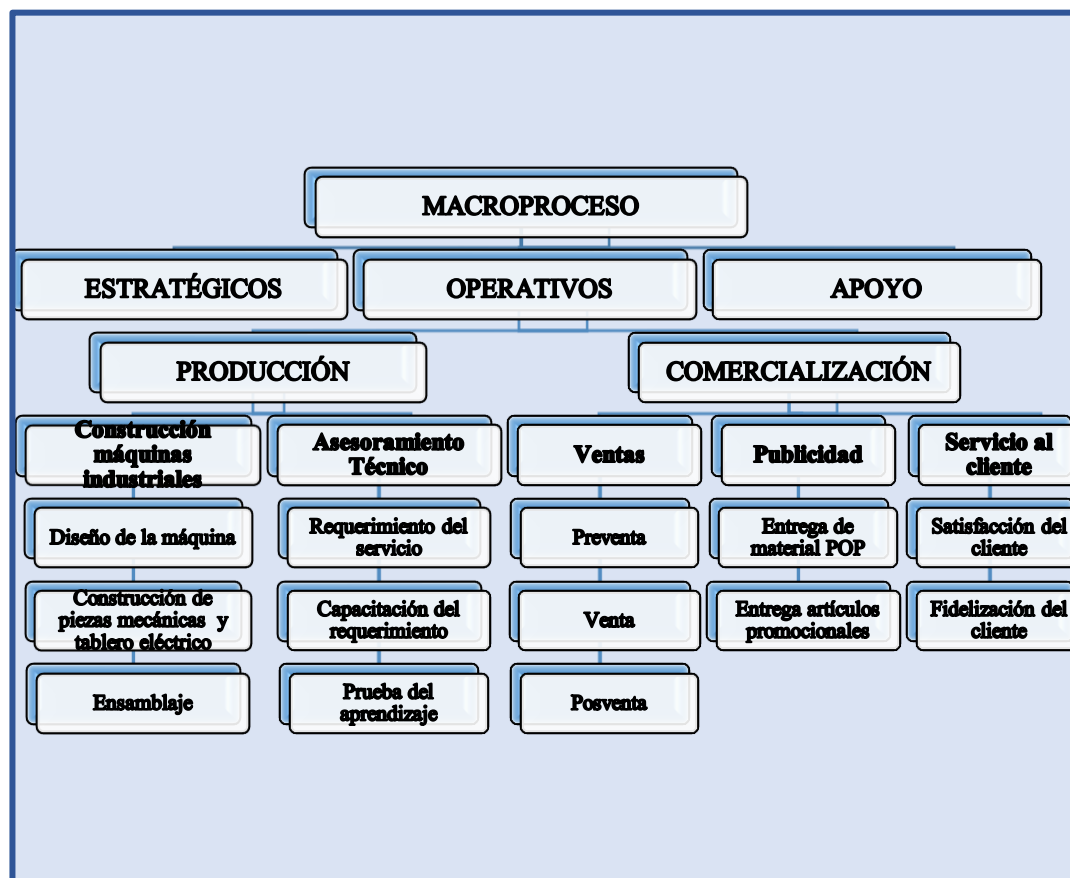 MACROPROCESO
ESTRATÉGICOS
OPERATIVOS
APOYO
PRODUCCIÓN
COMERCIALIZACIÓN
Construcción
máquinas
industriales
Asesoramiento
Técnico
Ventas
Publicidad
Servicio al
cliente
Diseño de la máquina
Requerimiento del
servicio
Preventa
Entrega de
material POP
Satisfacción del
cliente
Construcción de
piezas mecánicas y
tablero eléctrico
Capacitación del
requerimiento
Venta
Entrega artículos
promocionales
Fidelización del
cliente
Ensamblaje
Prueba del
aprendizaje
Posventa